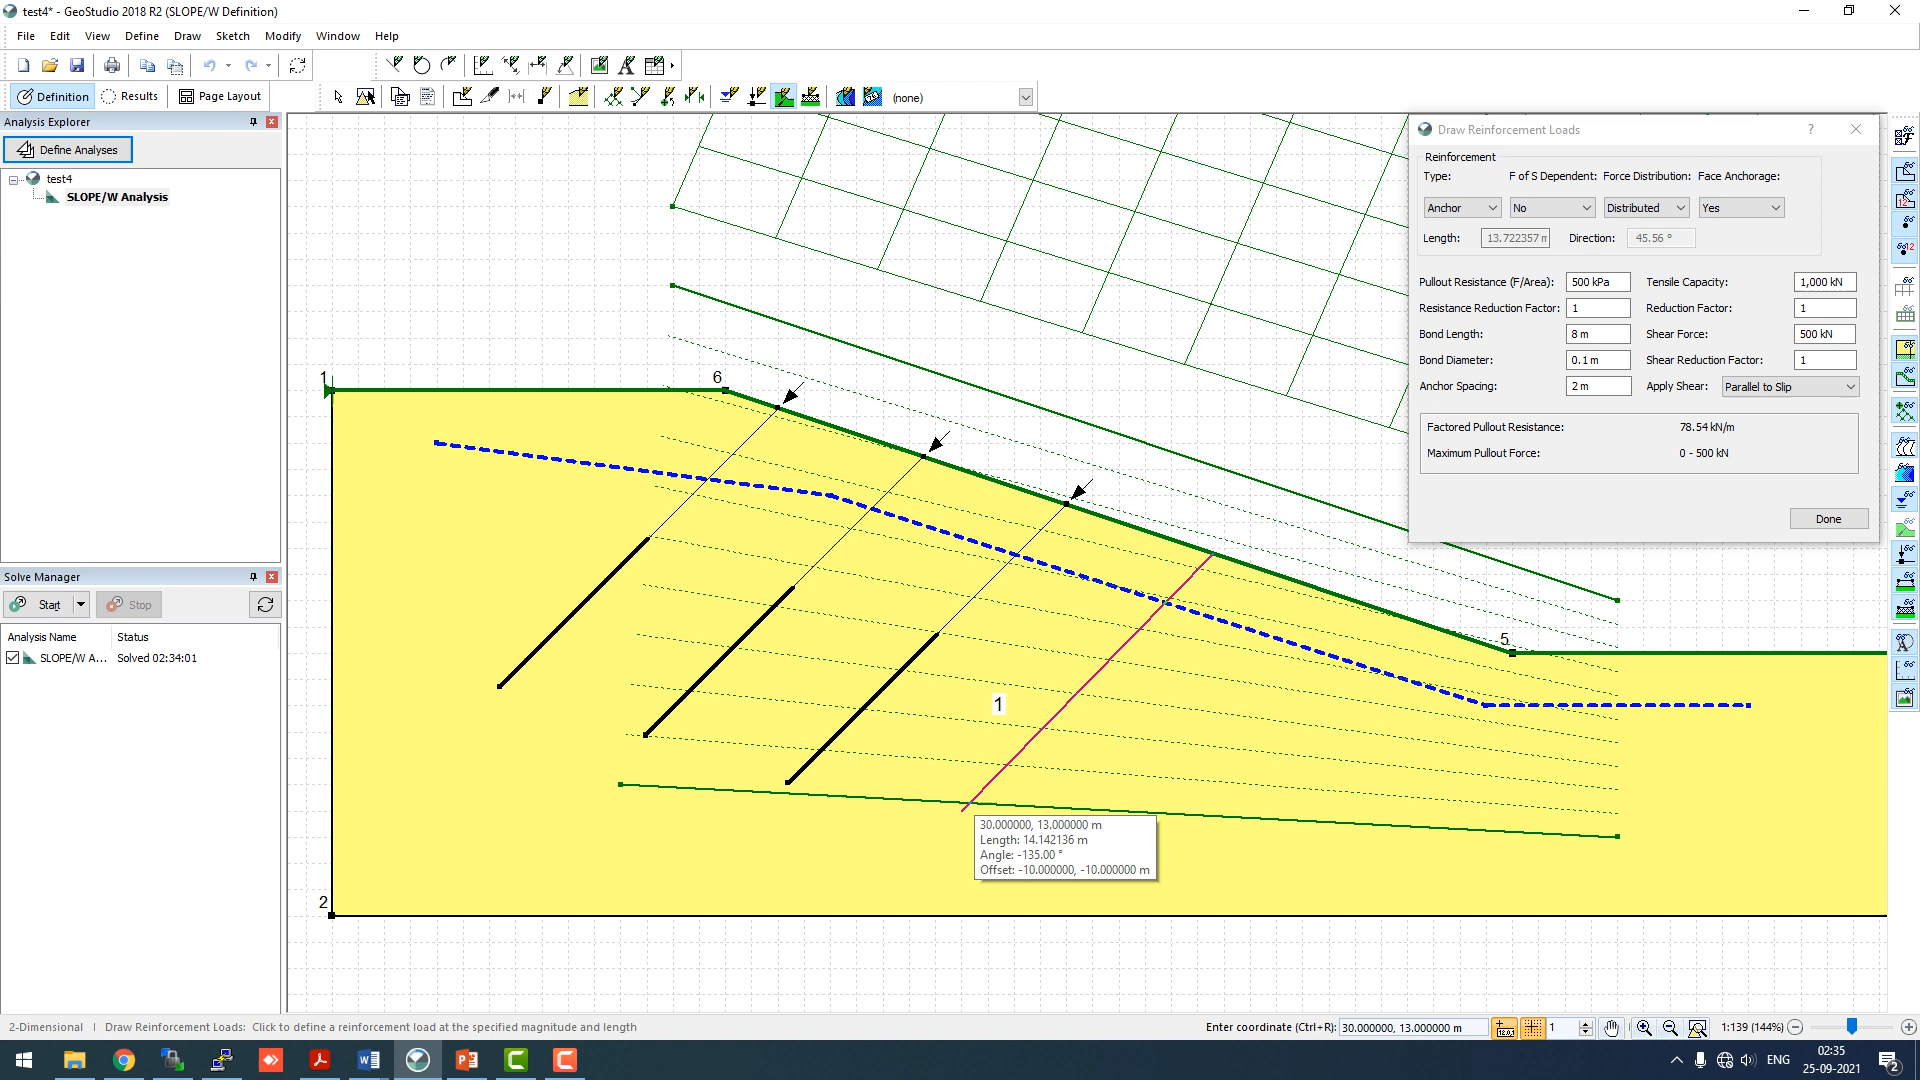 test4* - GeoStudio 2018 R2 (SLOPE/W Definition)
File Edit View Define Draw Sketch Modify Window Help
Definition Results Page Layout (none)
Analysis Explorer
Define Analyses
test4
SLOPE/W Analysis
Solve Manager
Start Stop
Analysis Name Status
SLOPE/W A... Solved 02:34:01
1
6
5
1
2
30.000000, 13.000000 m
Length: 14.142136 m
Angle: -135.00 °
Offset: -10.000000, -10.000000 m
Draw Reinforcement Loads ?
Reinforcement
Type: F of S Dependent: Force Distribution: Face Anchorage:
Anchor No Distributed Yes
Length: 13.722357 m Direction: 45.56 °
Pullout Resistance (F/Area): 500 kPa Tensile Capacity: 1,000 kN
Resistance Reduction Factor: 1 Reduction Factor: 1
Bond Length: 8 m Shear Force: 500 kN
Bond Diameter: 0.1 m Shear Reduction Factor: 1
Anchor Spacing: 2 m Apply Shear: Parallel to Slip
Factored Pullout Resistance: 78.54 kN/m
Maximum Pullout Force: 0 - 500 kN
Done
2-Dimensional | Draw Reinforcement Loads: Click to define a reinforcement load at the specified magnitude and length
Enter coordinate (Ctrl+R): 30.000000, 13.000000 m 1 1:139 (144%)
ENG 02:35
25-09-2021 2